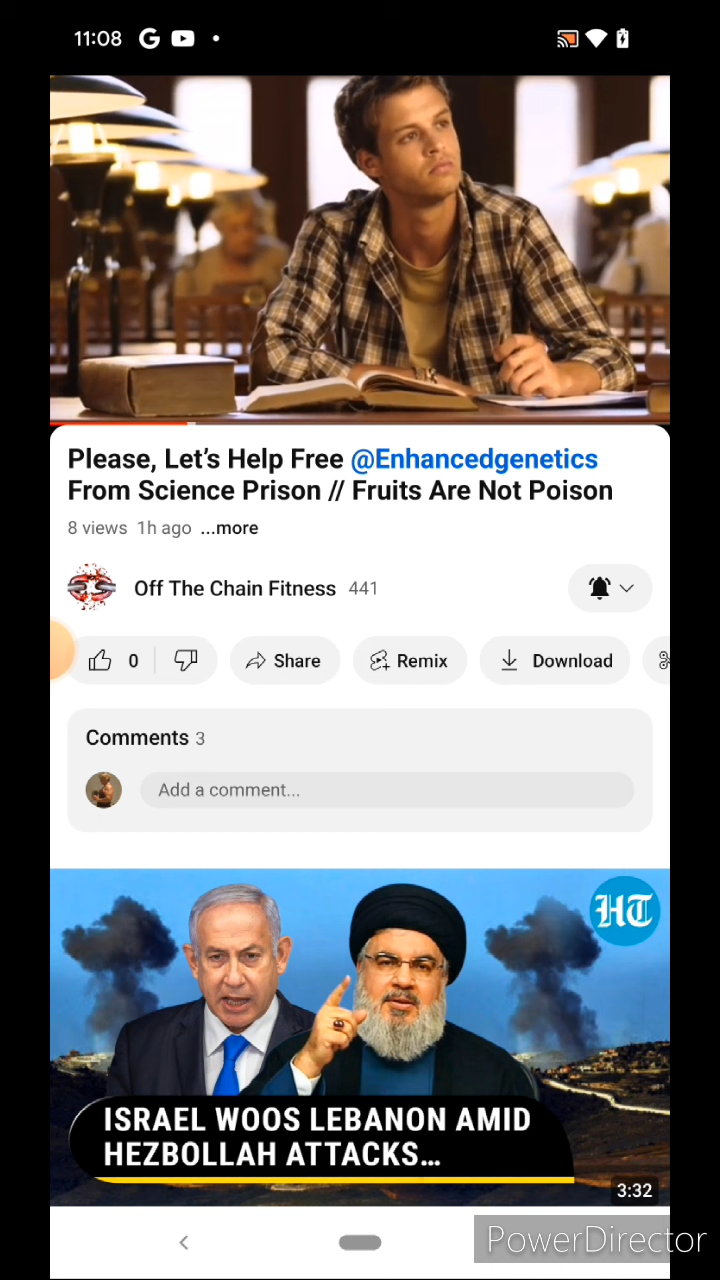 11:08
Please, Let’s Help Free @Enhancedgenetics
From Science Prison // Fruits Are Not Poison
8 views 1h ago ...more
Off The Chain Fitness 441
0 Share Remix Download
Comments 3
Add a comment...
HT
ISRAEL WOOS LEBANON AMID
HEZBOLLAH ATTACKS...
3:32
PowerDirector